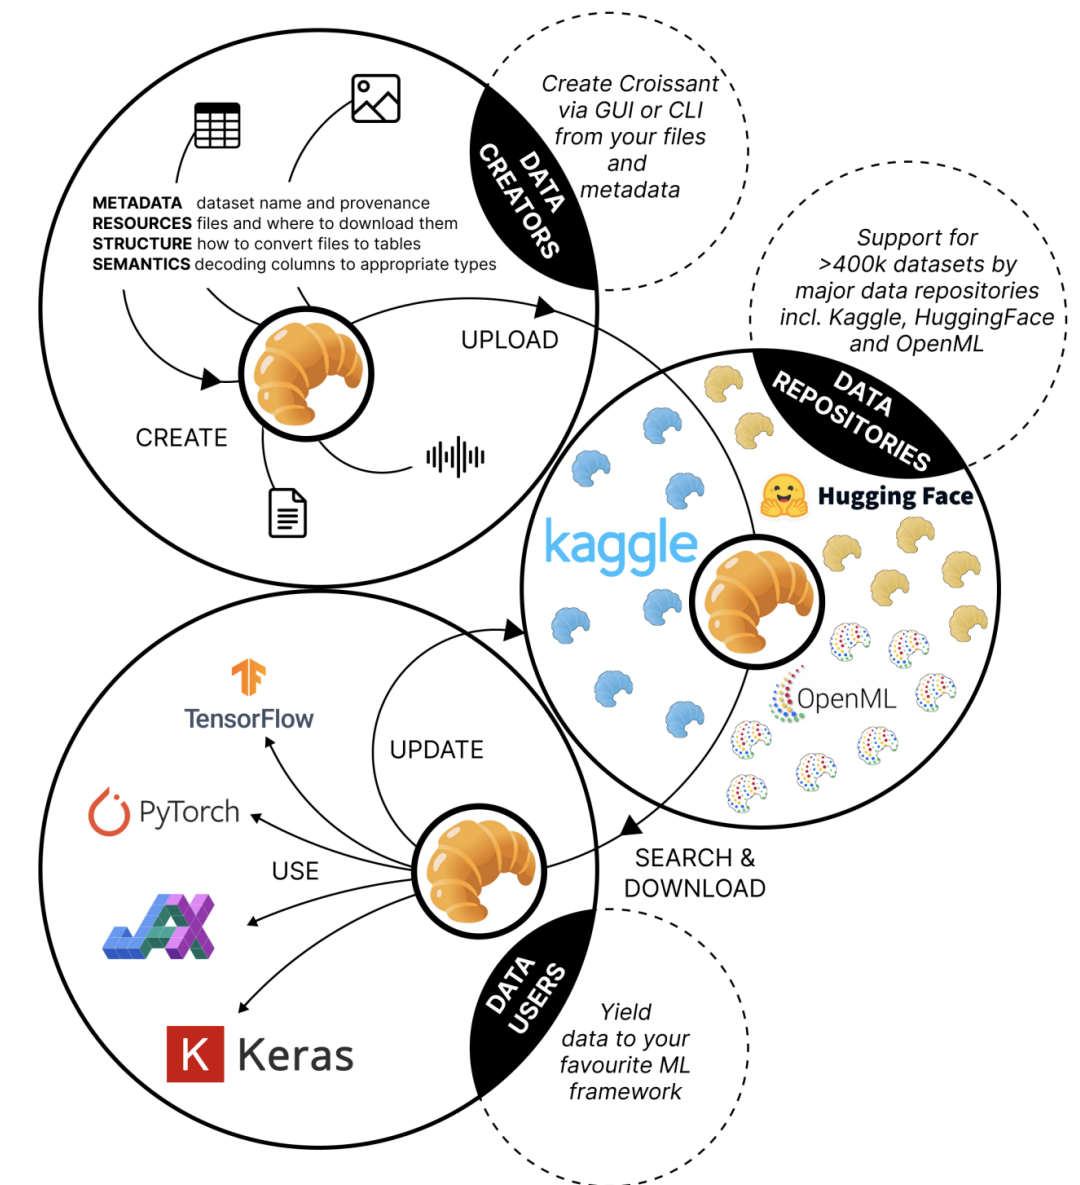 Create Croissant
via GUI or CLI
from your files
and
metadata
DATA
CREATORS
METADATA dataset name and provenance
RESOURCES files and where to download them
STRUCTURE how to convert files to tables
SEMANTICS decoding columns to appropriate types
UPLOAD
CREATE
Support for
>400k datasets by
major data repositories
incl. Kaggle, HuggingFace
and OpenML
DATA
REPOSITORIES
Hugging Face
kaggle
OpenML
TensorFlow
UPDATE
PyTorch
USE
SEARCH &
DOWNLOAD
JAX
DATA
USERS
Yield
data to your
favourite ML
framework
K Keras